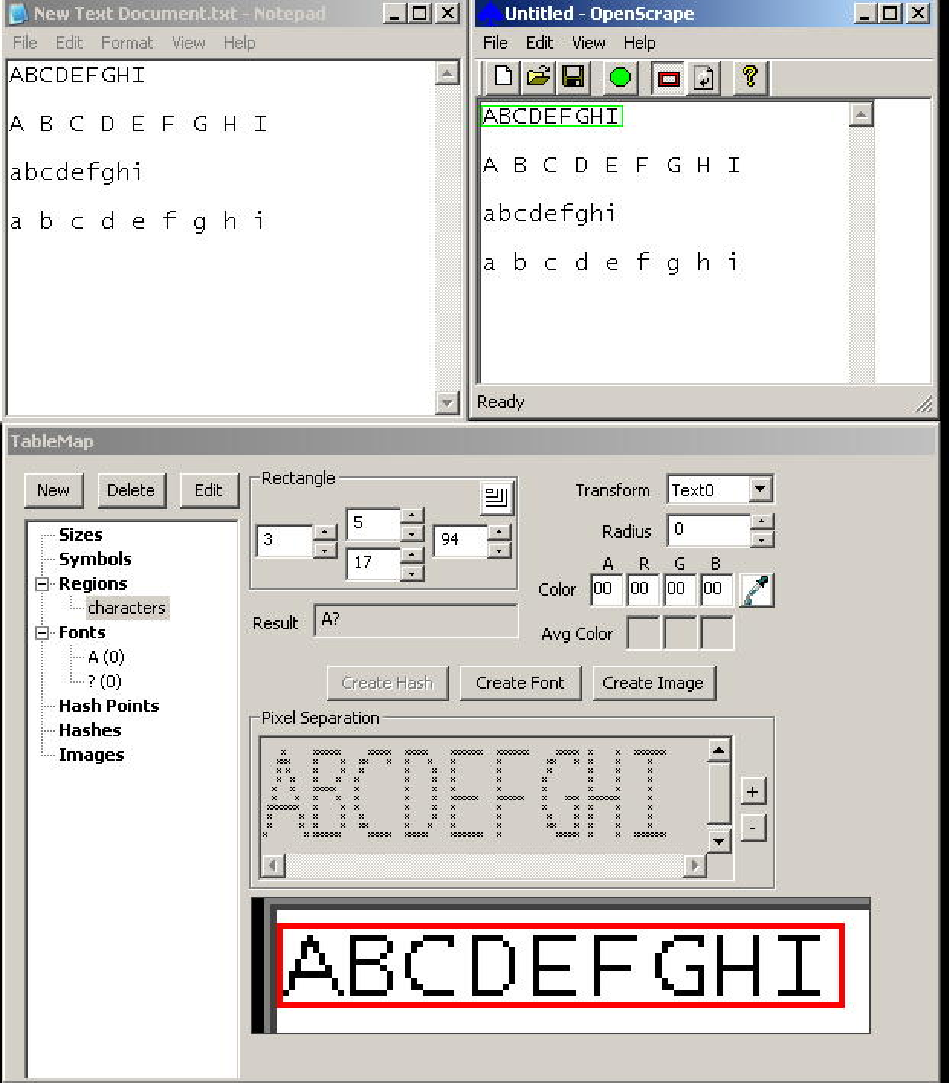 New Text Document.txt - Notepad
File Edit Format View Help
ABCDEFGHI
A B C D E F G H I
abcdefghi
a b c d e f g h i
Untitled - OpenScrape
File Edit View Help
ABCDEFGHI
A B C D E F G H I
abcdefghi
a b c d e f g h i
Ready
TableMap
New Delete Edit
Sizes
Symbols
Regions
characters
Fonts
A (0)
? (0)
Hash Points
Hashes
Images
Rectangle
3 5 17 94
Result A?
Transform Text0
Radius 0
A R G B
Color 00 00 00 00
Avg Color
Create Hash Create Font Create Image
Pixel Separation
ABCDEFGHI
+
-
ABCDEFGHI